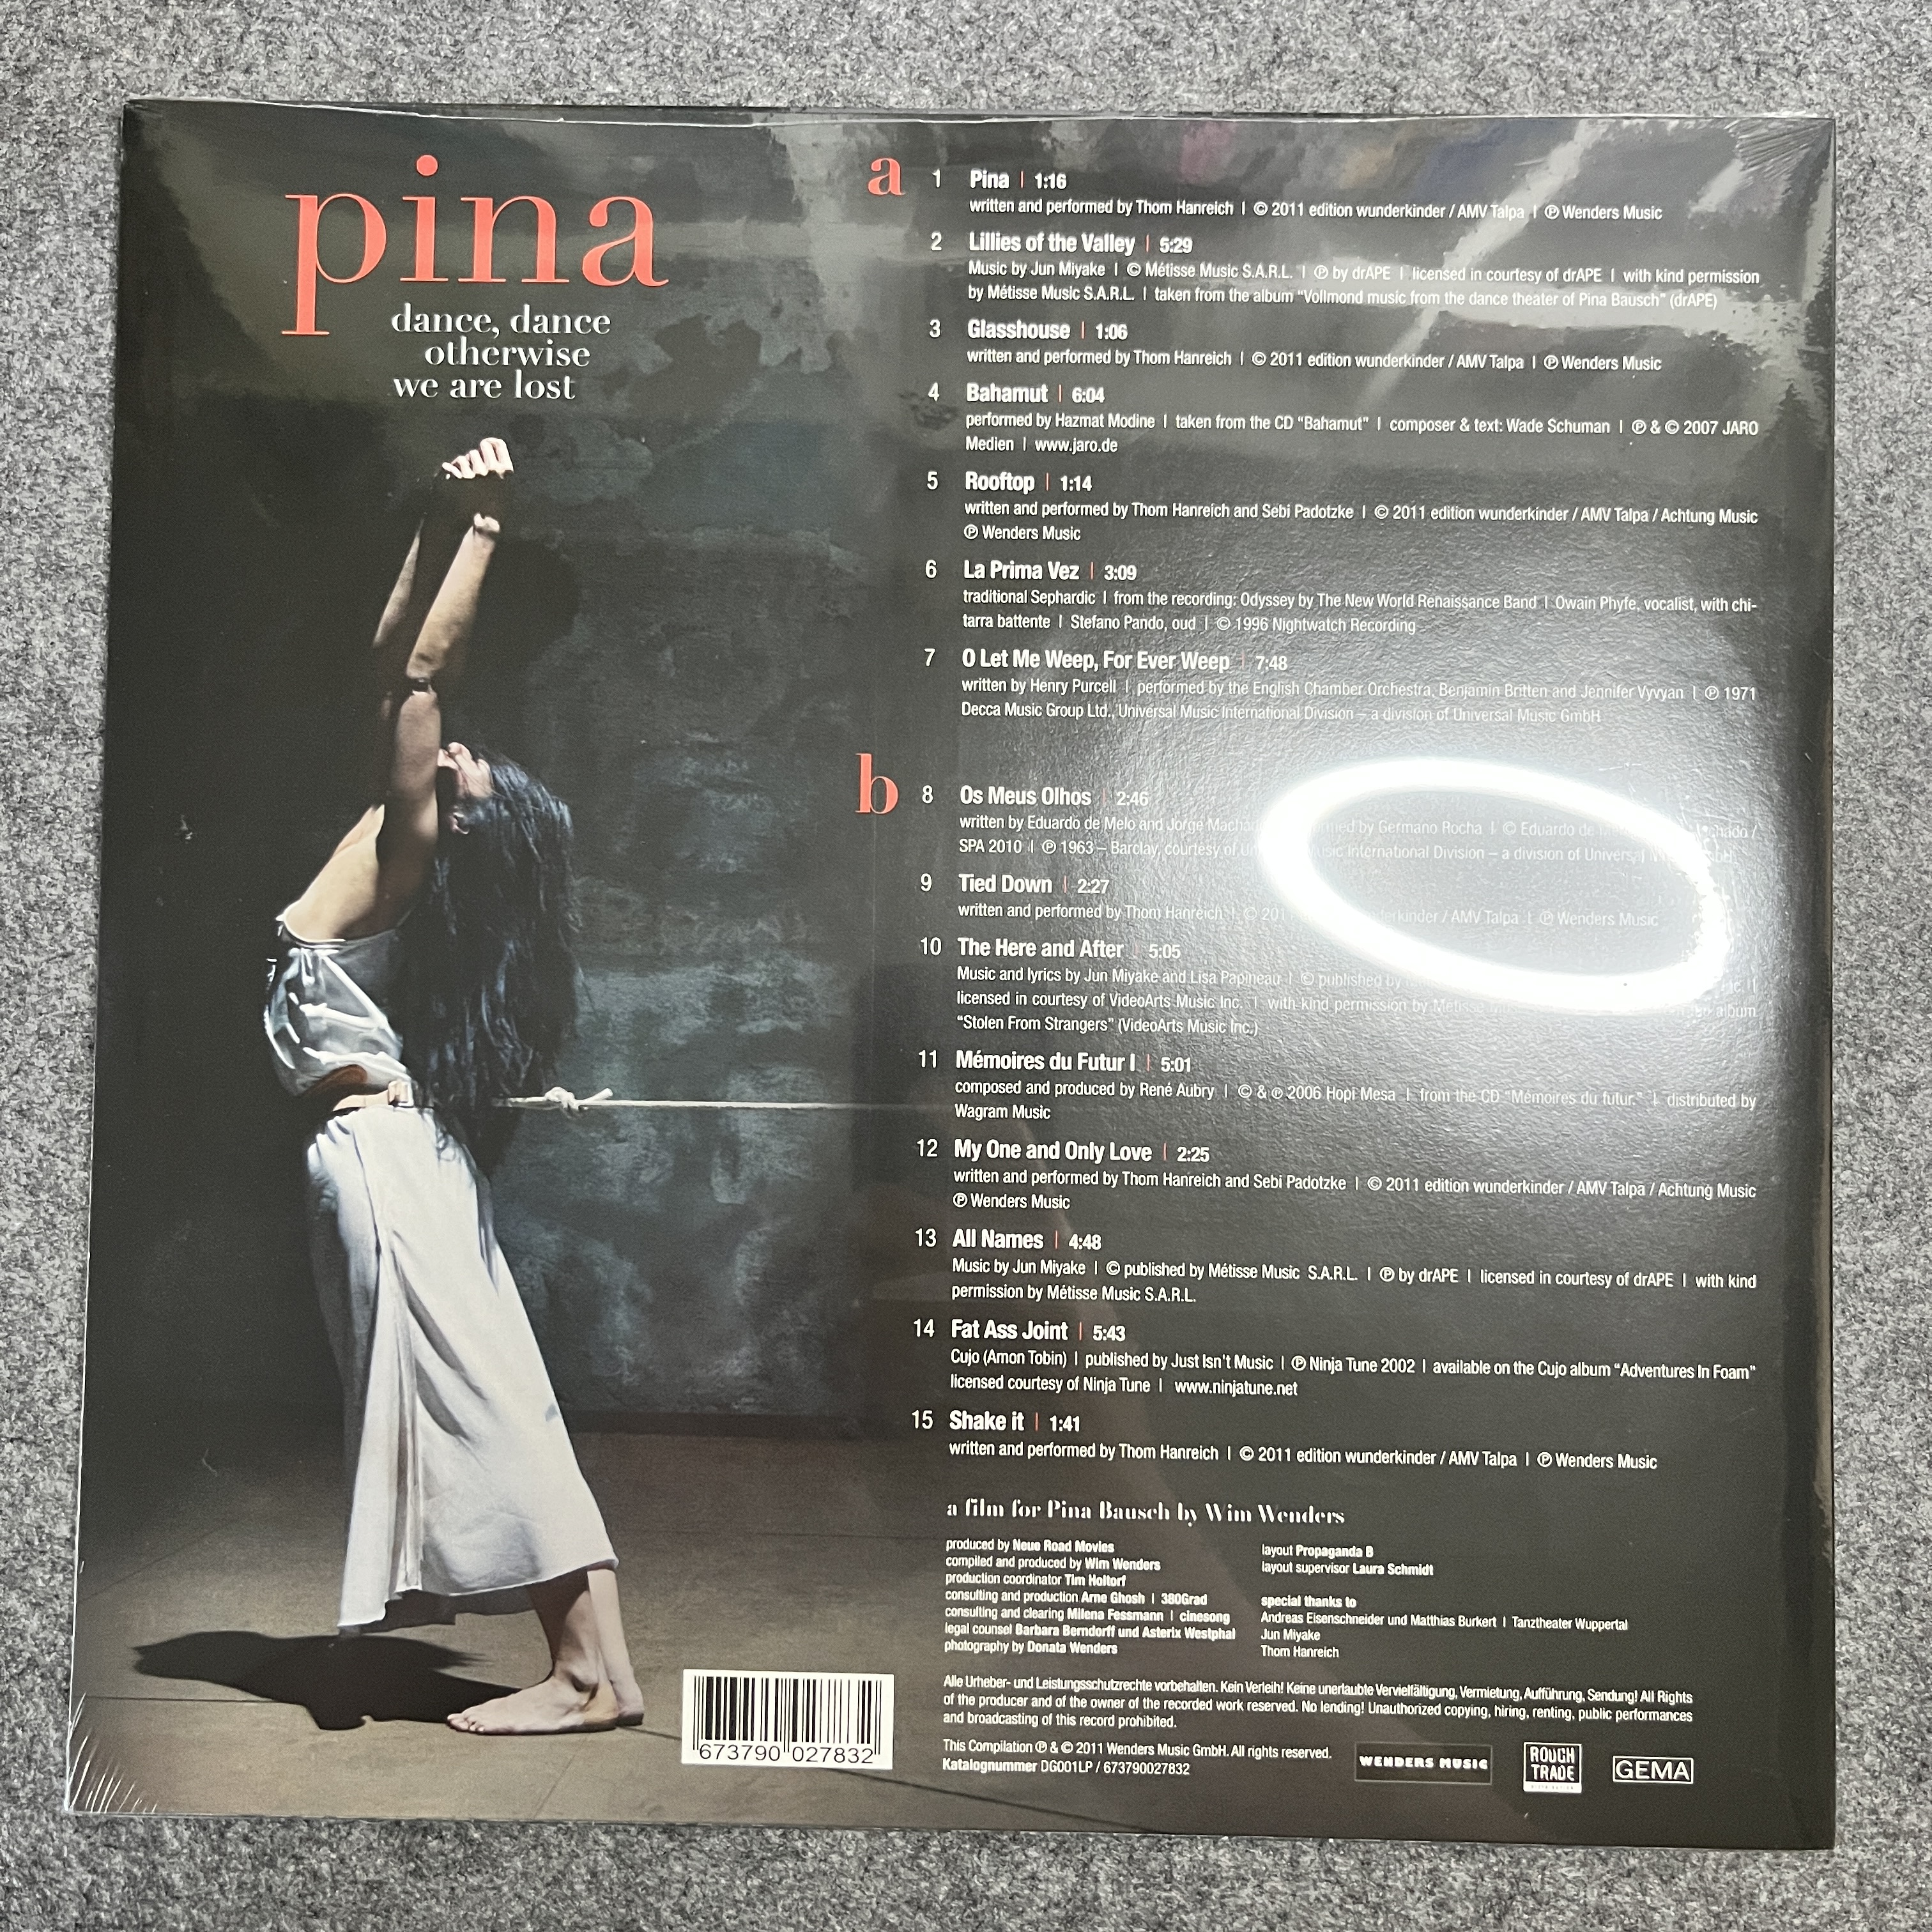 pina
dance, dance
otherwise
we are lost
a
1 Pina | 1:16
written and performed by Thom Hanreich | © 2011 edition wunderkinder / AMV Talpa | ℗ Wenders Music
2 Lillies of the Valley | 5:29
Music by Jun Miyake | © Métisse Music S.A.R.L. | ℗ by drAPE | licensed in courtesy of drAPE | with kind permission
by Métisse Music S.A.R.L. | taken from the album “Vollmond music from the dance theater of Pina Bausch” (drAPE)
3 Glasshouse | 1:06
written and performed by Thom Hanreich | © 2011 edition wunderkinder / AMV Talpa | ℗ Wenders Music
4 Bahamut | 6:04
performed by Hazmat Modine | taken from the CD “Bahamut” | composer & text: Wade Schuman | ℗ & © 2007 JARO
Medien | www.jaro.de
5 Rooftop | 1:14
written and performed by Thom Hanreich and Sebi Padotzke | © 2011 edition wunderkinder / AMV Talpa / Achtung Music
℗ Wenders Music
6 La Prima Vez | 3:09
traditional Sephardic | from the recording: Odyssey by The New World Renaissance Band | Owain Phyfe, vocalist, with chi-
tarra battente | Stefano Pando, oud | © 1996 Nightwatch Recording
7 O Let Me Weep, For Ever Weep | 7:48
written by Henry Purcell | performed by the English Chamber Orchestra, Benjamin Britten and Jennifer Vyvyan | ℗ 1971
Decca Music Group Ltd., Universal Music International Division – a division of Universal Music GmbH
b
8 Os Meus Olhos | 2:46
written by Eduardo de Melo and Jorge by Germano Rocha | © Eduardo de /
SPA 2010 | ℗ 1963 – Barclay, courtesy of Music International Division – a division of
9 Tied Down | 2:27
written and performed by Thom Hanreich | © / AMV Talpa | ℗ Wenders Music
10 The Here and After | 5:05
Music and lyrics by Jun Miyake and Lisa Papineau | © published by
licensed in courtesy of VideoArts Music Inc. | with kind permission by album
“Stolen From Strangers” (VideoArts Music Inc.)
11 Mémoires du Futur I | 5:01
composed and produced by René Aubry | © & ℗ 2006 Hopi Mesa | from the CD “Mémoires du futur.” | distributed by
Wagram Music
12 My One and Only Love | 2:25
written and performed by Thom Hanreich and Sebi Padotzke | © 2011 edition wunderkinder / AMV Talpa / Achtung Music
℗ Wenders Music
13 All Names | 4:48
Music by Jun Miyake | © published by Métisse Music S.A.R.L. | ℗ by drAPE | licensed in courtesy of drAPE | with kind
permission by Métisse Music S.A.R.L.
14 Fat Ass Joint | 5:43
Cujo (Amon Tobin) | published by Just Isn't Music | ℗ Ninja Tune 2002 | available on the Cujo album “Adventures In Foam”
licensed courtesy of Ninja Tune | www.ninjatune.net
15 Shake it | 1:41
written and performed by Thom Hanreich | © 2011 edition wunderkinder / AMV Talpa | ℗ Wenders Music
a film for Pina Bausch by Wim Wenders
produced by Neue Road Movies
compiled and produced by Wim Wenders
production coordinator Tim Holtorf
consulting and production Arne Ghosh | 380Grad
consulting and clearing Milena Fessmann | cinesong
legal counsel Barbara Berndorff und Asterix Westphal
photography by Donata Wenders
layout Propaganda B
layout supervisor Laura Schmidt
special thanks to
Andreas Eisenschneider und Matthias Burkert | Tanztheater Wuppertal
Jun Miyake
Thom Hanreich
Alle Urheber- und Leistungsschutzrechte vorbehalten. Kein Verleih! Keine unerlaubte Vervielfältigung, Vermietung, Aufführung, Sendung! All Rights
of the producer and of the owner of the recorded work reserved. No lending! Unauthorized copying, hiring, renting, public performances
and broadcasting of this record prohibited.
This Compilation ℗ & © 2011 Wenders Music GmbH. All rights reserved.
Katalognummer DG001LP / 673790027832
WENDERS MUSIC
ROUGH
TRADE
GEMA
673790 027832